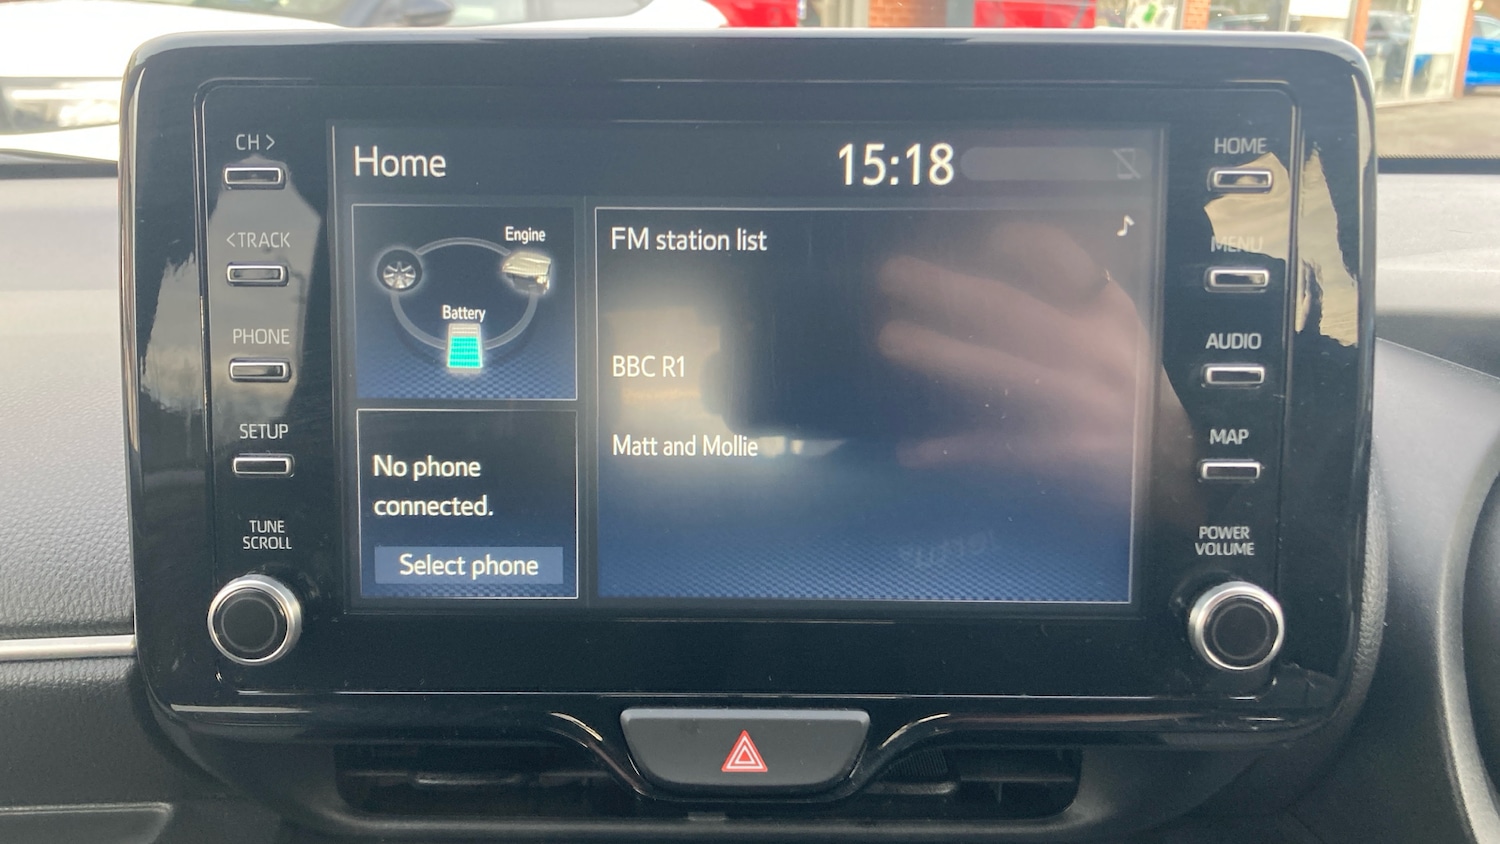 CH >
<TRACK
PHONE
SETUP
TUNE
SCROLL
Home
15:18
Engine
Battery
No phone
connected.
Select phone
FM station list
BBC R1
Matt and Mollie
HOME
MENU
AUDIO
MAP
POWER
VOLUME